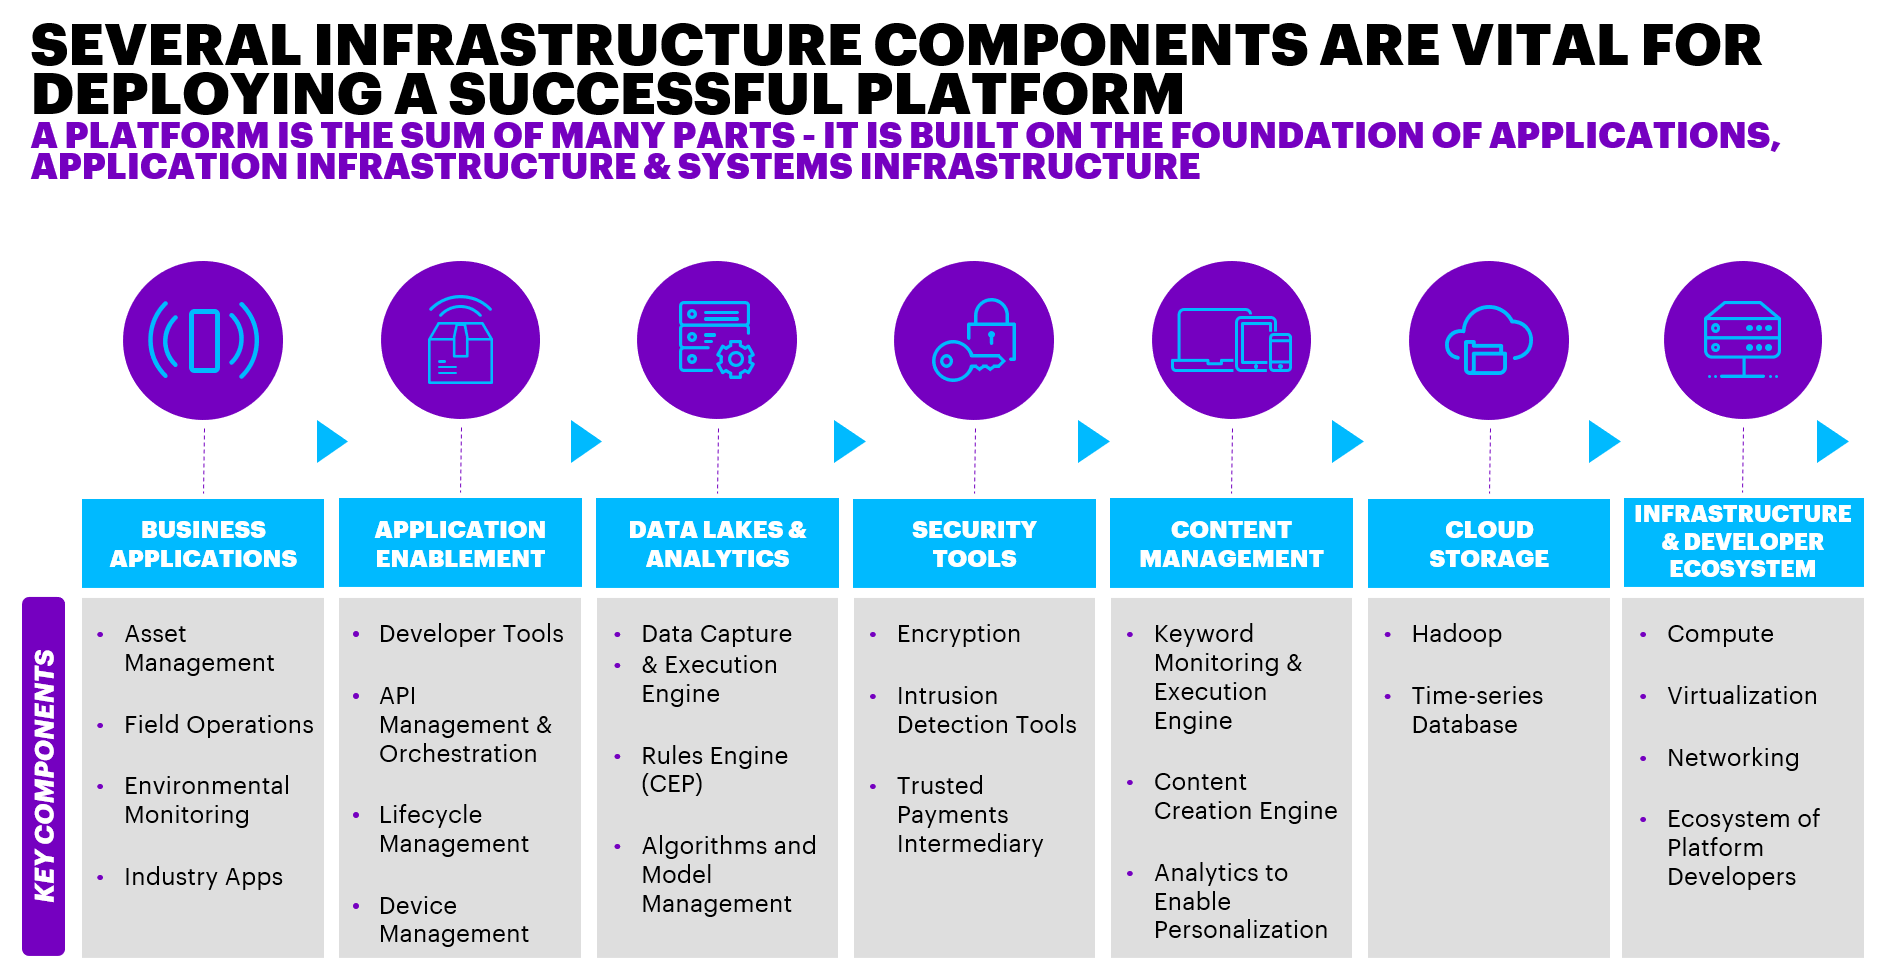 SEVERAL INFRASTRUCTURE COMPONENTS ARE VITAL FOR
DEPLOYING A SUCCESSFUL PLATFORM
A PLATFORM IS THE SUM OF MANY PARTS - IT IS BUILT ON THE FOUNDATION OF APPLICATIONS,
APPLICATION INFRASTRUCTURE & SYSTEMS INFRASTRUCTURE
KEY COMPONENTS
BUSINESS
APPLICATIONS
• Asset
Management
• Field Operations
• Environmental
Monitoring
• Industry Apps
APPLICATION
ENABLEMENT
• Developer Tools
• API
Management &
Orchestration
• Lifecycle
Management
• Device
Management
DATA LAKES &
ANALYTICS
• Data Capture
• & Execution
Engine
• Rules Engine
(CEP)
• Algorithms and
Model
Management
SECURITY
TOOLS
• Encryption
• Intrusion
Detection Tools
• Trusted
Payments
Intermediary
CONTENT
MANAGEMENT
• Keyword
Monitoring &
Execution
Engine
• Content
Creation Engine
• Analytics to
Enable
Personalization
CLOUD
STORAGE
• Hadoop
• Time-series
Database
INFRASTRUCTURE
& DEVELOPER
ECOSYSTEM
• Compute
• Virtualization
• Networking
• Ecosystem of
Platform
Developers